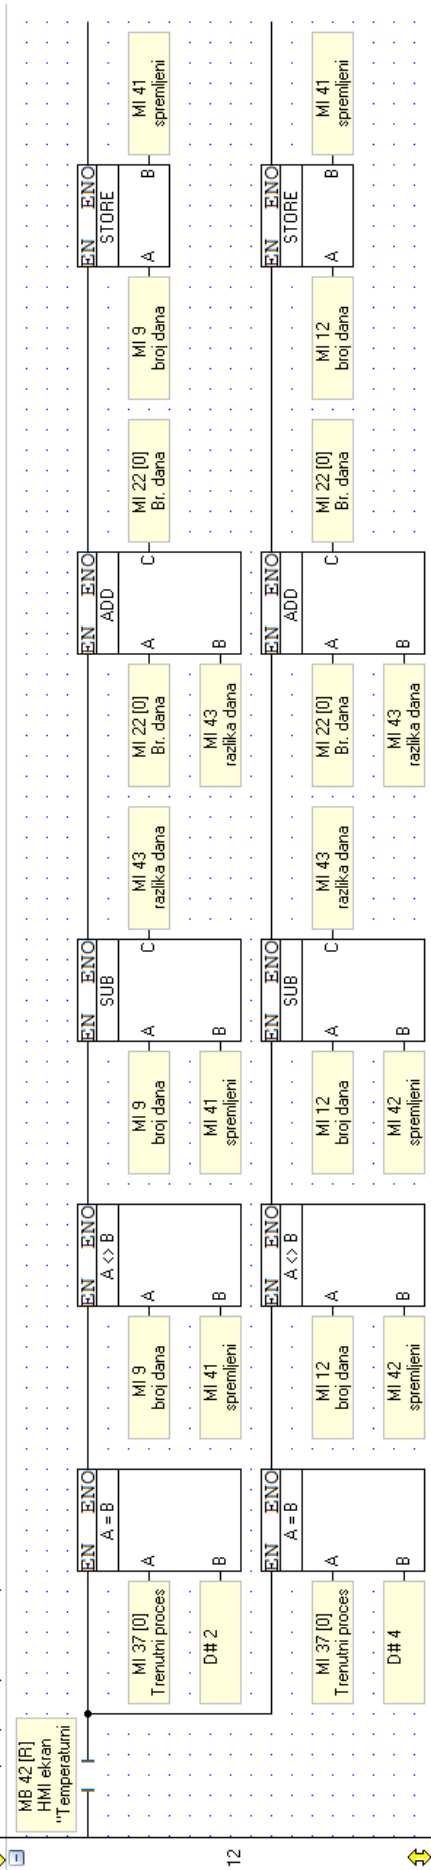 12
MB 42 [R]
HMI ekran
"Temperaturni
EN ENO
A = B
A
B
MI 37 [0]
Trenutni proces
D# 2
EN ENO
A <> B
A
B
MI 9
broj dana
MI 41
spremljeni
EN ENO
SUB
A
B
C
MI 9
broj dana
MI 41
spremljeni
MI 43
razlika dana
EN ENO
ADD
A
B
C
MI 22 [0]
Br. dana
MI 43
razlika dana
MI 22 [0]
Br. dana
EN ENO
STORE
A
B
MI 9
broj dana
MI 41
spremljeni
EN ENO
A = B
A
B
MI 37 [0]
Trenutni proces
D# 4
EN ENO
A <> B
A
B
MI 12
broj dana
MI 42
spremljeni
EN ENO
SUB
A
B
C
MI 12
broj dana
MI 42
spremljeni
MI 43
razlika dana
EN ENO
ADD
A
B
C
MI 22 [0]
Br. dana
MI 43
razlika dana
MI 22 [0]
Br. dana
EN ENO
STORE
A
B
MI 12
broj dana
MI 41
spremljeni